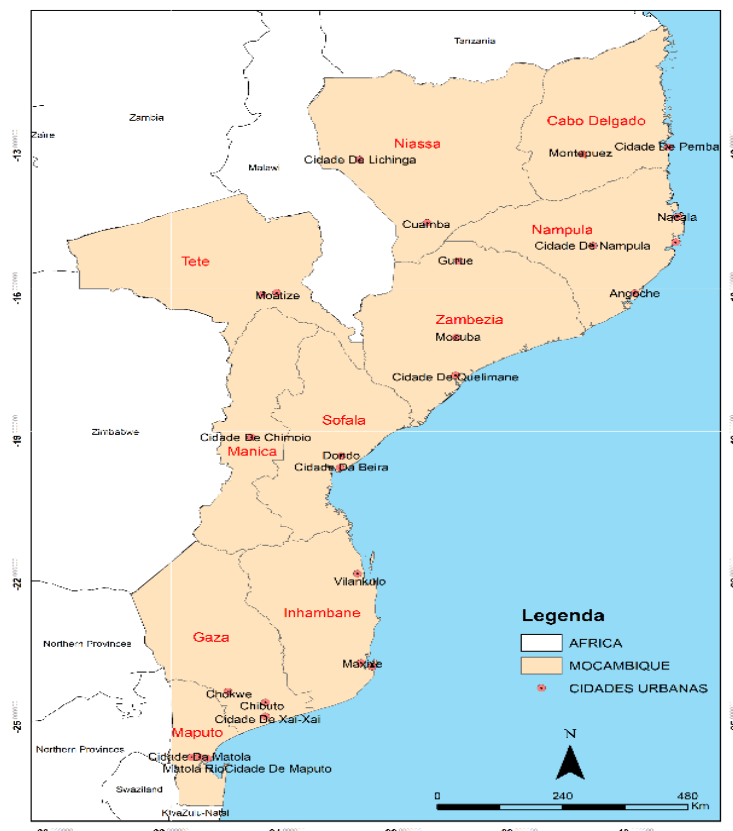 Tanzania
Zambia
Cabo Delgado
Zaire
Niassa
Cidade De Pemba
Montepuez
Cidade De Lichinga
Malawi
Nacala
Cuamba
Nampula
Cidade De Nampula
Tete
Gurue
Moatize
Angoche
Zambezia
Mocuba
Cidade De Quelimane
Sofala
Zimbabwe
Cidade De Chimoio
Manica
Dondo
Cidade Da Beira
Vilankulo
Inhambane
Gaza
Northern Provinces
Maxixe
Chokwe
Chibuto
Cidade De Xai-Xai
Maputo
Northern Provinces
Cidade Da Matola
Matola Rio
Cidade De Maputo
Swaziland
KwaZulu-Natal
Legenda
AFRICA
MOCAMBIQUE
CIDADES URBANAS
N
0 240 480
Km
-13
-16
-19
-22
-25